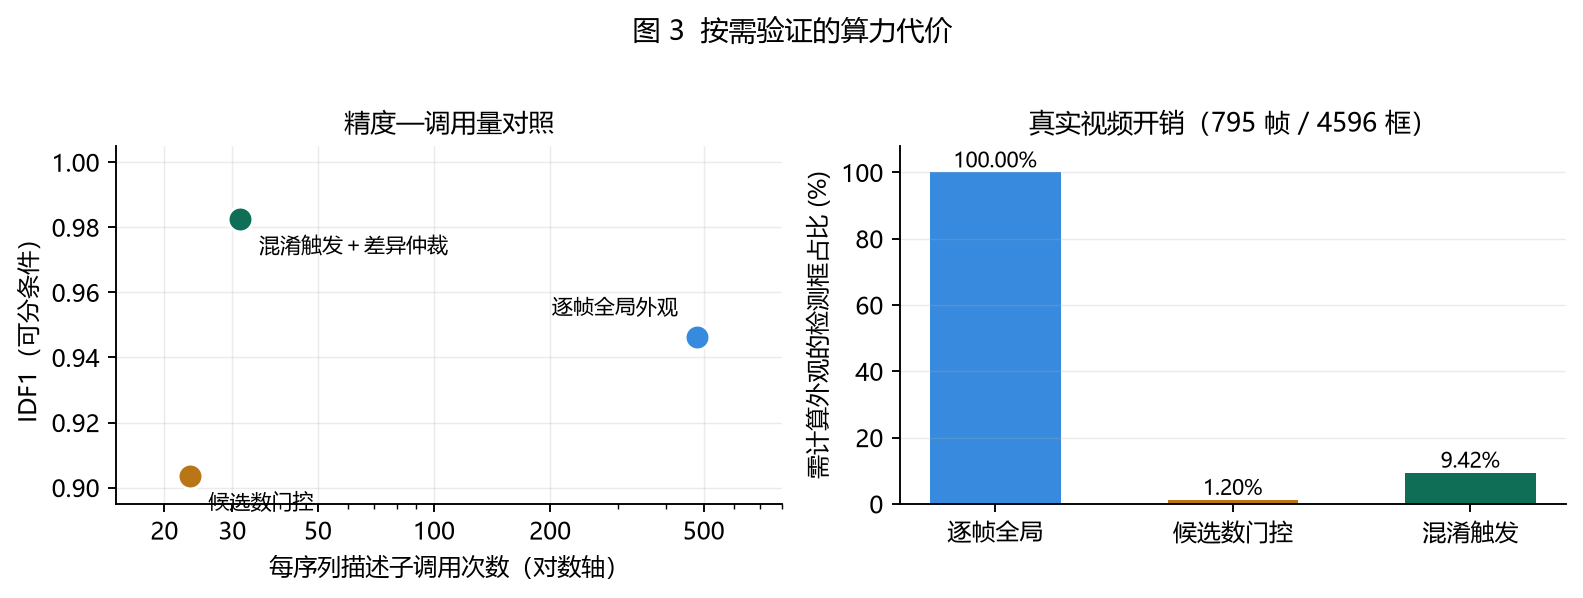 图 3 按需验证的算力代价
精度—调用量对照
1.00
0.98
0.96
0.94
0.92
0.90
IDF1（可分条件）
混淆触发 + 差异仲裁
逐帧全局外观
候选数门控
20 30 50 100 200 500
每序列描述子调用次数（对数轴）
真实视频开销（795 帧 / 4596 框）
100
80
60
40
20
0
需计算外观的检测框占比 (%)
100.00%
1.20%
9.42%
逐帧全局 候选数门控 混淆触发